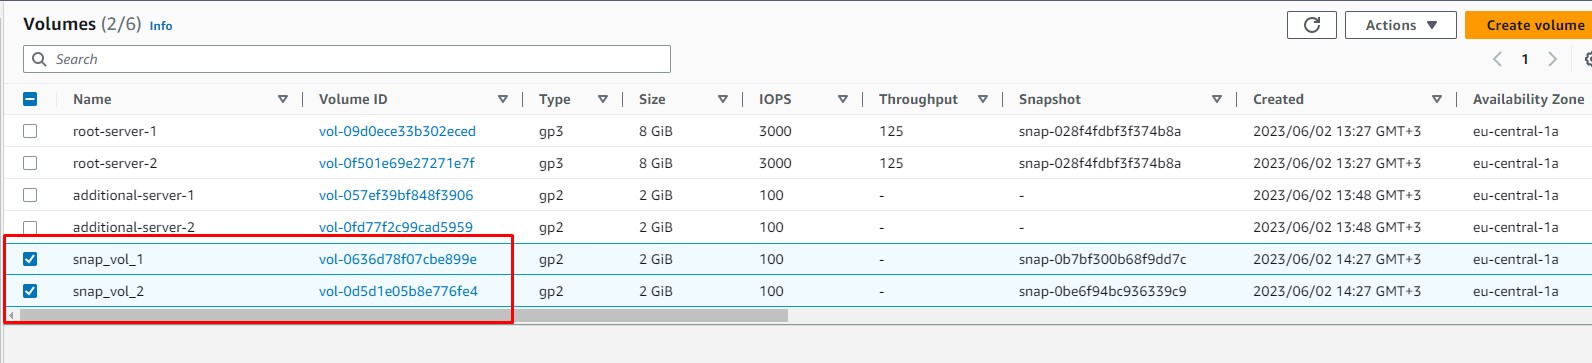 Volumes (2/6) Info
Actions
Create volume
Search
1
Name Volume ID Type Size IOPS Throughput Snapshot Created Availability Zone
root-server-1 vol-09d0ece33b302eced gp3 8 GiB 3000 125 snap-028f4fdbf3f374b8a 2023/06/02 13:27 GMT+3 eu-central-1a
root-server-2 vol-0f501e69e27271e7f gp3 8 GiB 3000 125 snap-028f4fdbf3f374b8a 2023/06/02 13:27 GMT+3 eu-central-1a
additional-server-1 vol-057ef39bf848f3906 gp2 2 GiB 100 - - 2023/06/02 13:48 GMT+3 eu-central-1a
additional-server-2 vol-0fd77f2c99cad5959 gp2 2 GiB 100 - - 2023/06/02 13:48 GMT+3 eu-central-1a
snap_vol_1 vol-0636d78f07cbe899e gp2 2 GiB 100 - snap-0b7bf300b68f9dd7c 2023/06/02 14:27 GMT+3 eu-central-1a
snap_vol_2 vol-0d5d1e05b8e776fe4 gp2 2 GiB 100 - snap-0be6f94bc936339c9 2023/06/02 14:27 GMT+3 eu-central-1a